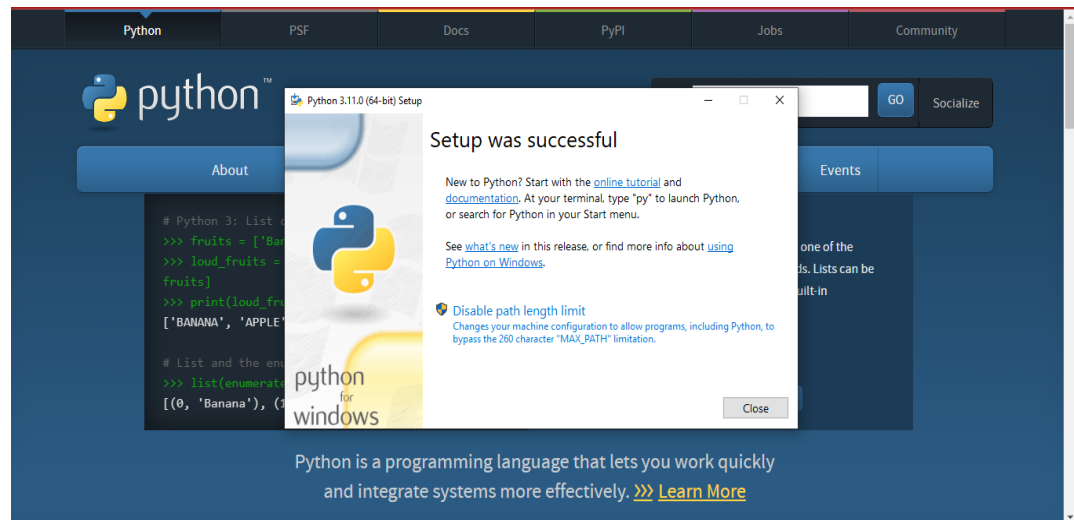 Python PSF Docs PyPI Jobs Community
python™
GO Socialize
About Events
# Python 3: List
>>> fruits = ['Ban
>>> loud_fruits =
fruits]
>>> print(loud_fru
['BANANA', 'APPLE'
# List and the en
>>> list(enumerate
[(0, 'Banana'), (1
one of the
ds. Lists can be
uilt-in
Python 3.11.0 (64-bit) Setup
Setup was successful
New to Python? Start with the online tutorial and
documentation. At your terminal, type "py" to launch Python,
or search for Python in your Start menu.
See what's new in this release, or find more info about using
Python on Windows.
Disable path length limit
Changes your machine configuration to allow programs, including Python, to
bypass the 260 character "MAX_PATH" limitation.
python
for
windows
Close
Python is a programming language that lets you work quickly
and integrate systems more effectively. >>> Learn More